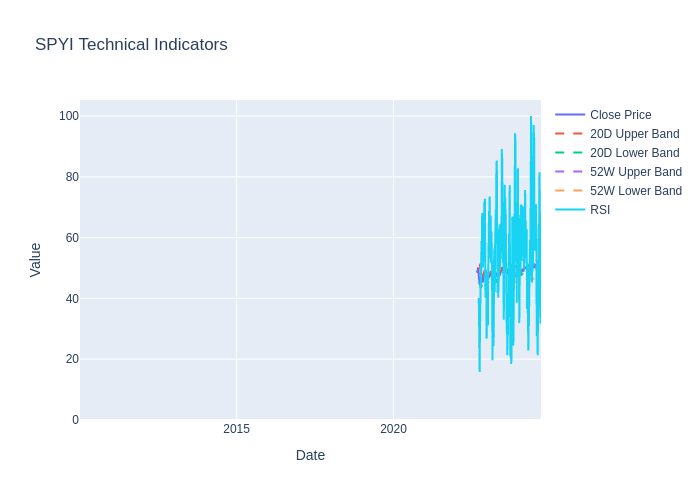 SPYI Technical Indicators
100
80
60
40
20
0
2015
2020
Value
Date
Close Price
20D Upper Band
20D Lower Band
52W Upper Band
52W Lower Band
RSI